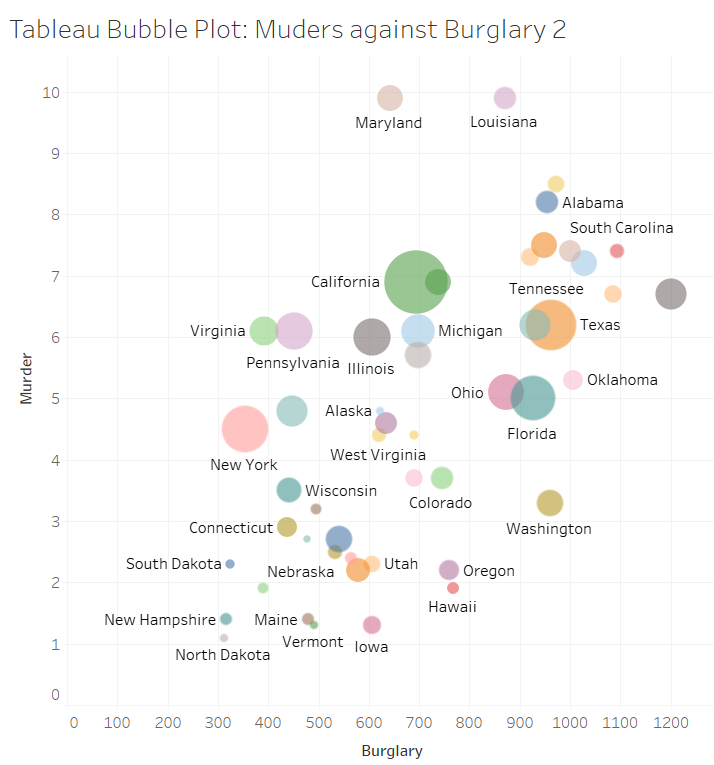 Tableau Bubble Plot: Muders against Burglary 2
10
Maryland
Louisiana
9
Alabama
8
South Carolina
7
California
Tennessee
Virginia
6
Michigan
Texas
Pennsylvania
Illinois
Murder
Oklahoma
5
Ohio
Alaska
Florida
West Virginia
4
New York
Wisconsin
Colorado
3
Connecticut
Washington
South Dakota
Nebraska
Utah
Oregon
2
Hawaii
New Hampshire
Maine
Vermont
Iowa
1
North Dakota
0
0 100 200 300 400 500 600 700 800 900 1000 1100 1200
Burglary